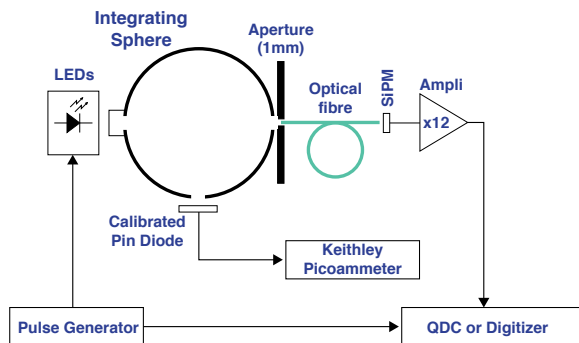 Integrating
Sphere
Aperture
(1mm)
LEDs
Optical
fibre
SiPM
Ampli
x12
Calibrated
Pin Diode
Keithley
Picoammeter
Pulse Generator
QDC or Digitizer